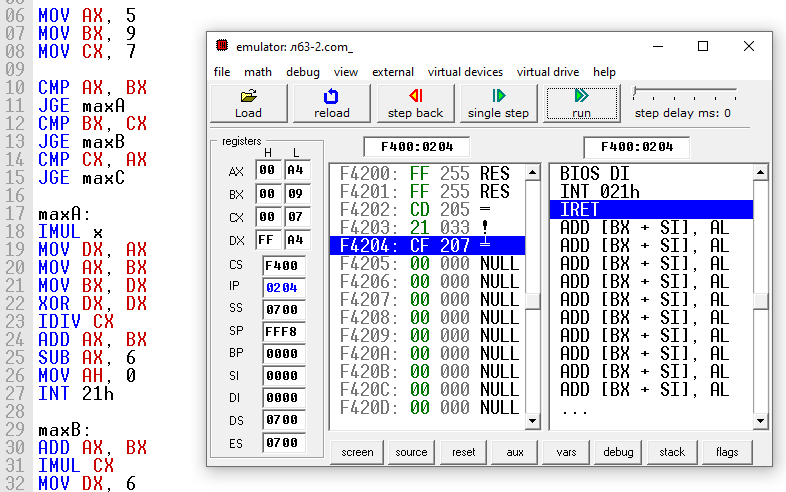 06 MOV AX, 5
07 MOV BX, 9
08 MOV CX, 7
09
10 CMP AX, BX
11 JGE maxA
12 CMP BX, CX
13 JGE maxB
14 CMP CX, AX
15 JGE maxC
16
17 maxA:
18 IMUL x
19 MOV DX, AX
20 MOV AX, BX
21 MOV BX, DX
22 XOR DX, DX
23 IDIV CX
24 ADD AX, BX
25 SUB AX, 6
26 MOV AH, 0
27 INT 21h
28
29 maxB:
30 ADD AX, BX
31 IMUL CX
32 MOV DX, 6
emulator: л63-2.com_
file math debug view external virtual devices virtual drive help
Load reload step back single step run step delay ms: 0
registers
H L
AX 00 A4
BX 00 09
CX 00 07
DX FF A4
CS F400
IP 0204
SS 0700
SP FFF8
BP 0000
SI 0000
DI 0000
DS 0700
ES 0700
F400:0204
F4200: FF 255 RES
F4201: FF 255 RES
F4202: CD 205 =
F4203: 21 033 !
F4204: CF 207 ╧
F4205: 00 000 NULL
F4206: 00 000 NULL
F4207: 00 000 NULL
F4208: 00 000 NULL
F4209: 00 000 NULL
F420A: 00 000 NULL
F420B: 00 000 NULL
F420C: 00 000 NULL
F420D: 00 000 NULL
F400:0204
BIOS DI
INT 021h
IRET
ADD [BX + SI], AL
ADD [BX + SI], AL
ADD [BX + SI], AL
ADD [BX + SI], AL
ADD [BX + SI], AL
ADD [BX + SI], AL
ADD [BX + SI], AL
ADD [BX + SI], AL
ADD [BX + SI], AL
ADD [BX + SI], AL
...
screen source reset aux vars debug stack flags